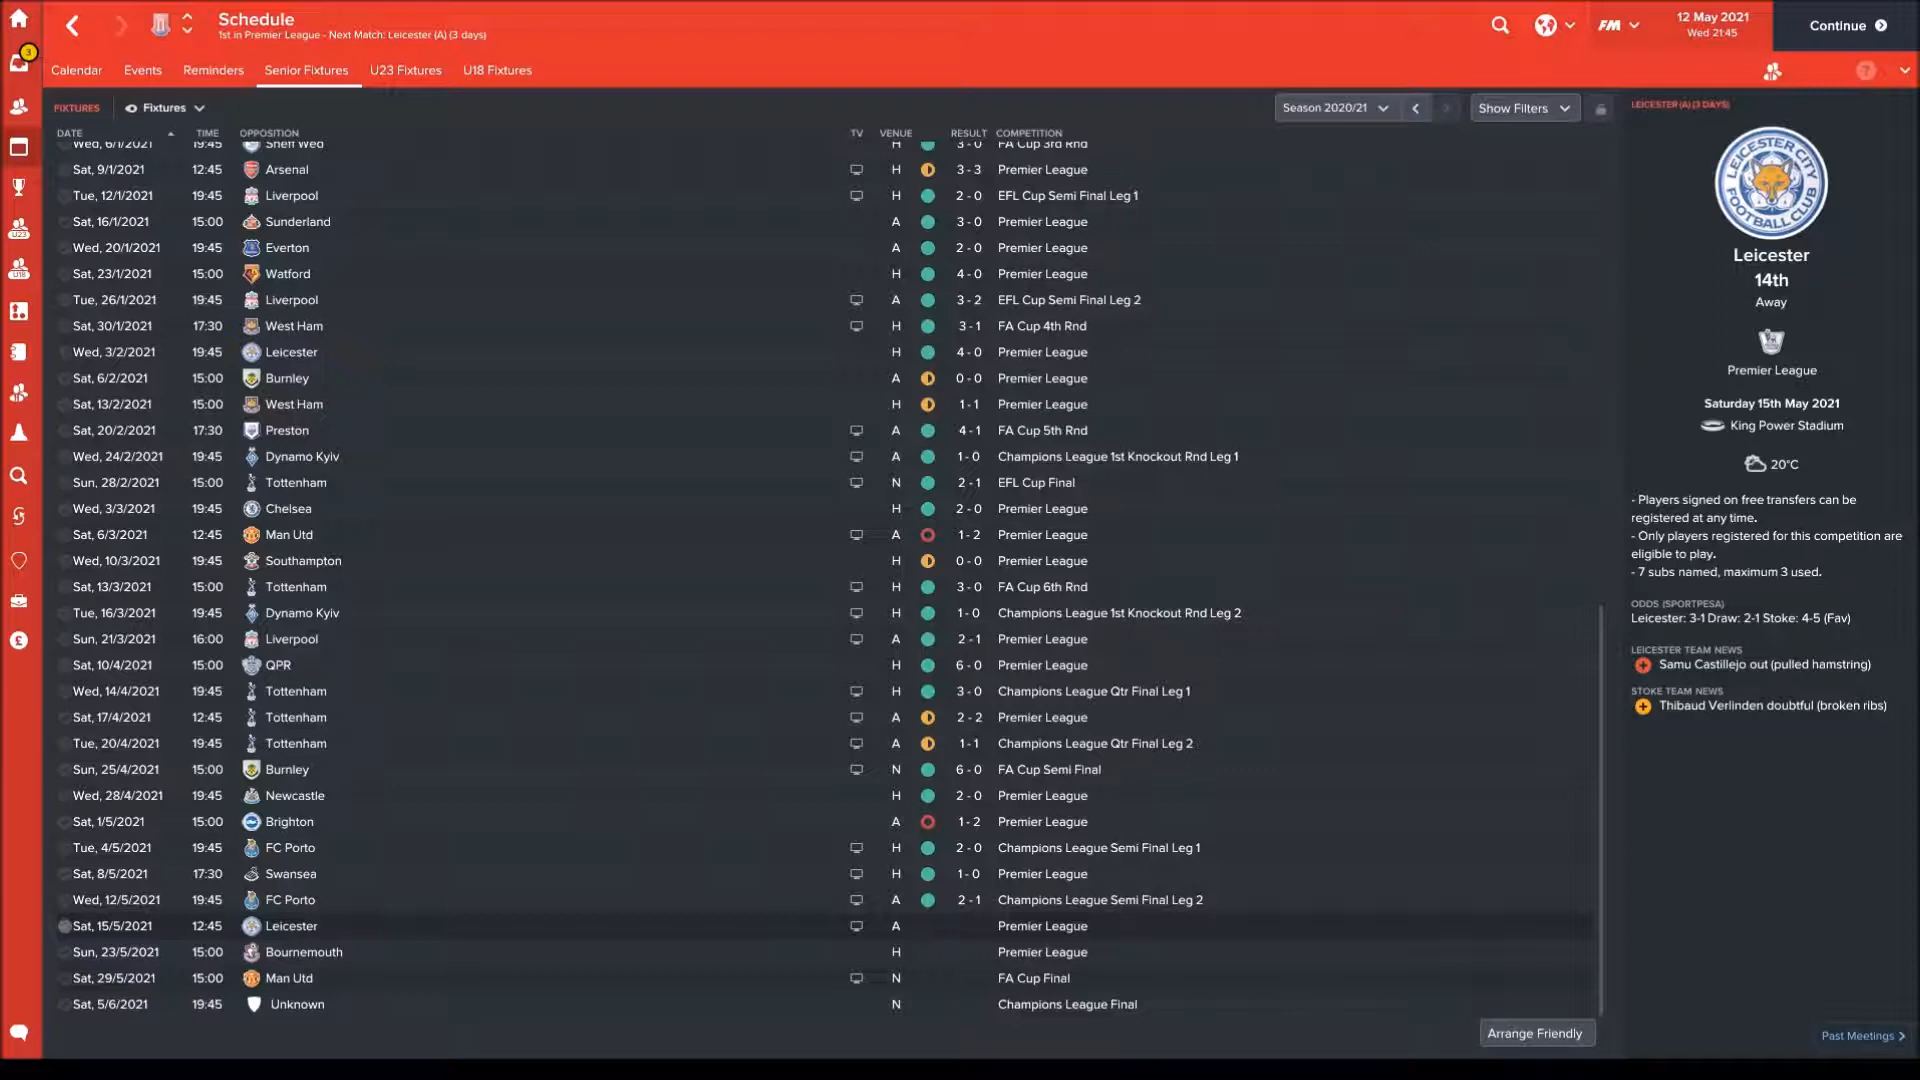 Schedule
1st in Premier League - Next Match: Leicester (A) (3 days)
FM
12 May 2021
Wed 21:45
Continue
3
Calendar Events Reminders Senior Fixtures U23 Fixtures U18 Fixtures
?
FIXTURES Fixtures Season 2020/21 Show Filters
DATE TIME OPPOSITION TV VENUE RESULT COMPETITION
Wed, 6/1/2021 19:45 Sheff Wed H 3 - 0 FA Cup 3rd Rnd
Sat, 9/1/2021 12:45 Arsenal H 3 - 3 Premier League
Tue, 12/1/2021 19:45 Liverpool H 2 - 0 EFL Cup Semi Final Leg 1
Sat, 16/1/2021 15:00 Sunderland A 3 - 0 Premier League
Wed, 20/1/2021 19:45 Everton A 2 - 0 Premier League
Sat, 23/1/2021 15:00 Watford H 4 - 0 Premier League
Tue, 26/1/2021 19:45 Liverpool A 3 - 2 EFL Cup Semi Final Leg 2
Sat, 30/1/2021 17:30 West Ham H 3 - 1 FA Cup 4th Rnd
Wed, 3/2/2021 19:45 Leicester H 4 - 0 Premier League
Sat, 6/2/2021 15:00 Burnley A 0 - 0 Premier League
Sat, 13/2/2021 15:00 West Ham H 1 - 1 Premier League
Sat, 20/2/2021 17:30 Preston A 4 - 1 FA Cup 5th Rnd
Wed, 24/2/2021 19:45 Dynamo Kyiv A 1 - 0 Champions League 1st Knockout Rnd Leg 1
Sun, 28/2/2021 15:00 Tottenham N 2 - 1 EFL Cup Final
Wed, 3/3/2021 19:45 Chelsea H 2 - 0 Premier League
Sat, 6/3/2021 12:45 Man Utd A 1 - 2 Premier League
Wed, 10/3/2021 19:45 Southampton H 0 - 0 Premier League
Sat, 13/3/2021 15:00 Tottenham H 3 - 0 FA Cup 6th Rnd
Tue, 16/3/2021 19:45 Dynamo Kyiv H 1 - 0 Champions League 1st Knockout Rnd Leg 2
Sun, 21/3/2021 16:00 Liverpool A 2 - 1 Premier League
Sat, 10/4/2021 15:00 QPR H 6 - 0 Premier League
Wed, 14/4/2021 19:45 Tottenham H 3 - 0 Champions League Qtr Final Leg 1
Sat, 17/4/2021 12:45 Tottenham A 2 - 2 Premier League
Tue, 20/4/2021 19:45 Tottenham A 1 - 1 Champions League Qtr Final Leg 2
Sun, 25/4/2021 15:00 Burnley N 6 - 0 FA Cup Semi Final
Wed, 28/4/2021 19:45 Newcastle H 2 - 0 Premier League
Sat, 1/5/2021 15:00 Brighton A 1 - 2 Premier League
Tue, 4/5/2021 19:45 FC Porto H 2 - 0 Champions League Semi Final Leg 1
Sat, 8/5/2021 17:30 Swansea H 1 - 0 Premier League
Wed, 12/5/2021 19:45 FC Porto A 2 - 1 Champions League Semi Final Leg 2
Sat, 15/5/2021 12:45 Leicester A Premier League
Sun, 23/5/2021 15:00 Bournemouth H Premier League
Sat, 29/5/2021 15:00 Man Utd N FA Cup Final
Sat, 5/6/2021 19:45 Unknown N Champions League Final
Arrange Friendly
U23
U18
£
LEICESTER (A) (3 DAYS)
LEICESTER CITY
FOOTBALL CLUB
Leicester
14th
Away
Premier League
Saturday 15th May 2021
King Power Stadium
20°C
- Players signed on free transfers can be
registered at any time.
- Only players registered for this competition are
eligible to play.
- 7 subs named, maximum 3 used.
ODDS (SPORTPESA)
Leicester: 3-1 Draw: 2-1 Stoke: 4-5 (Fav)
LEICESTER TEAM NEWS
Samu Castillejo out (pulled hamstring)
STOKE TEAM NEWS
Thibaud Verlinden doubtful (broken ribs)
Past Meetings